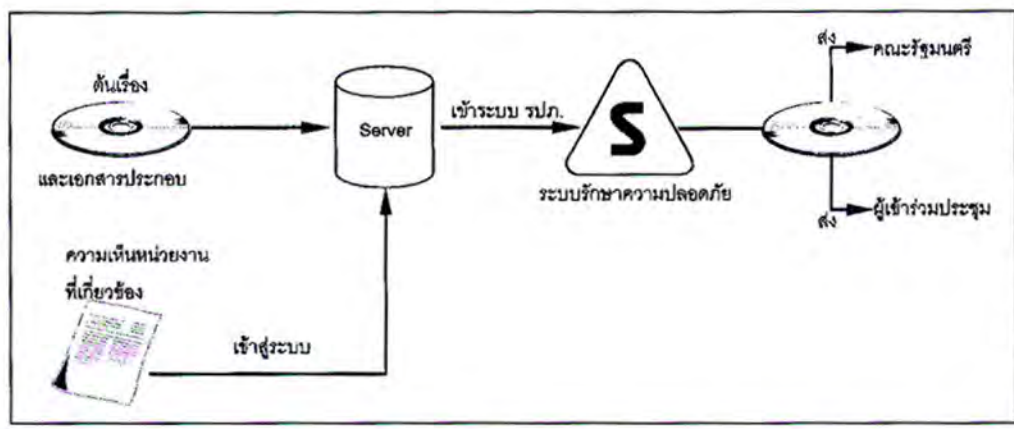 ต้นเรื่อง
และเอกสารประกอบ
ความเห็นหน่วยงาน
ที่เกี่ยวข้อง
เข้าสู่ระบบ
Server
เข้าระบบ รปภ.
S
ระบบรักษาความปลอดภัย
ส่ง
คณะรัฐมนตรี
ส่ง
ผู้เข้าร่วมประชุม